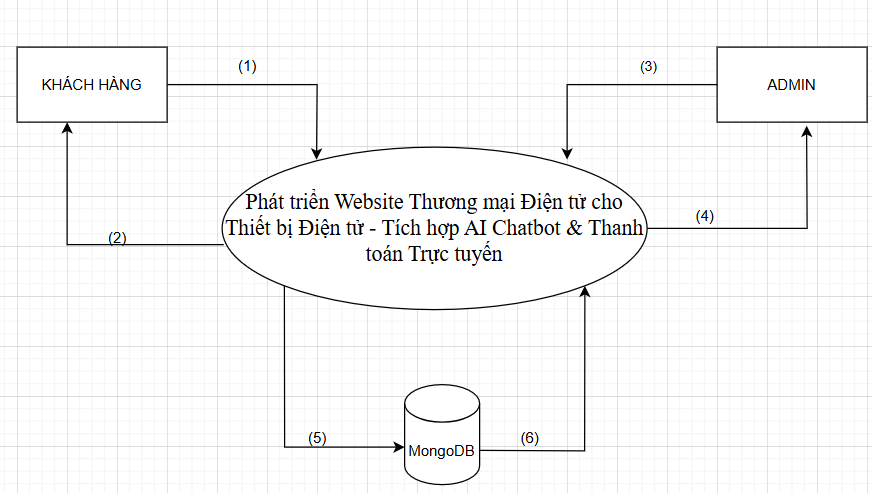 (1)
(3)
KHÁCH HÀNG
ADMIN
Phát triển Website Thương mại Điện tử cho
Thiết bị Điện tử - Tích hợp AI Chatbot & Thanh
toán Trực tuyến
(2)
(4)
(5)
(6)
MongoDB